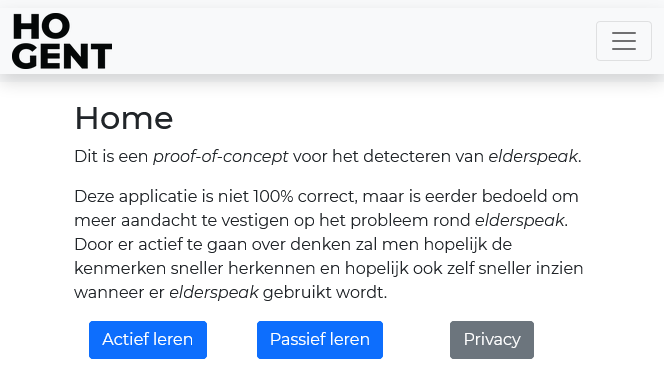 HO
GENT
Home
Dit is een proof-of-concept voor het detecteren van elderspeak.
Deze applicatie is niet 100% correct, maar is eerder bedoeld om
meer aandacht te vestigen op het probleem rond elderspeak.
Door er actief te gaan over denken zal men hopelijk de
kenmerken sneller herkennen en hopelijk ook zelf sneller inzien
wanneer er elderspeak gebruikt wordt.
Actief leren Passief leren Privacy